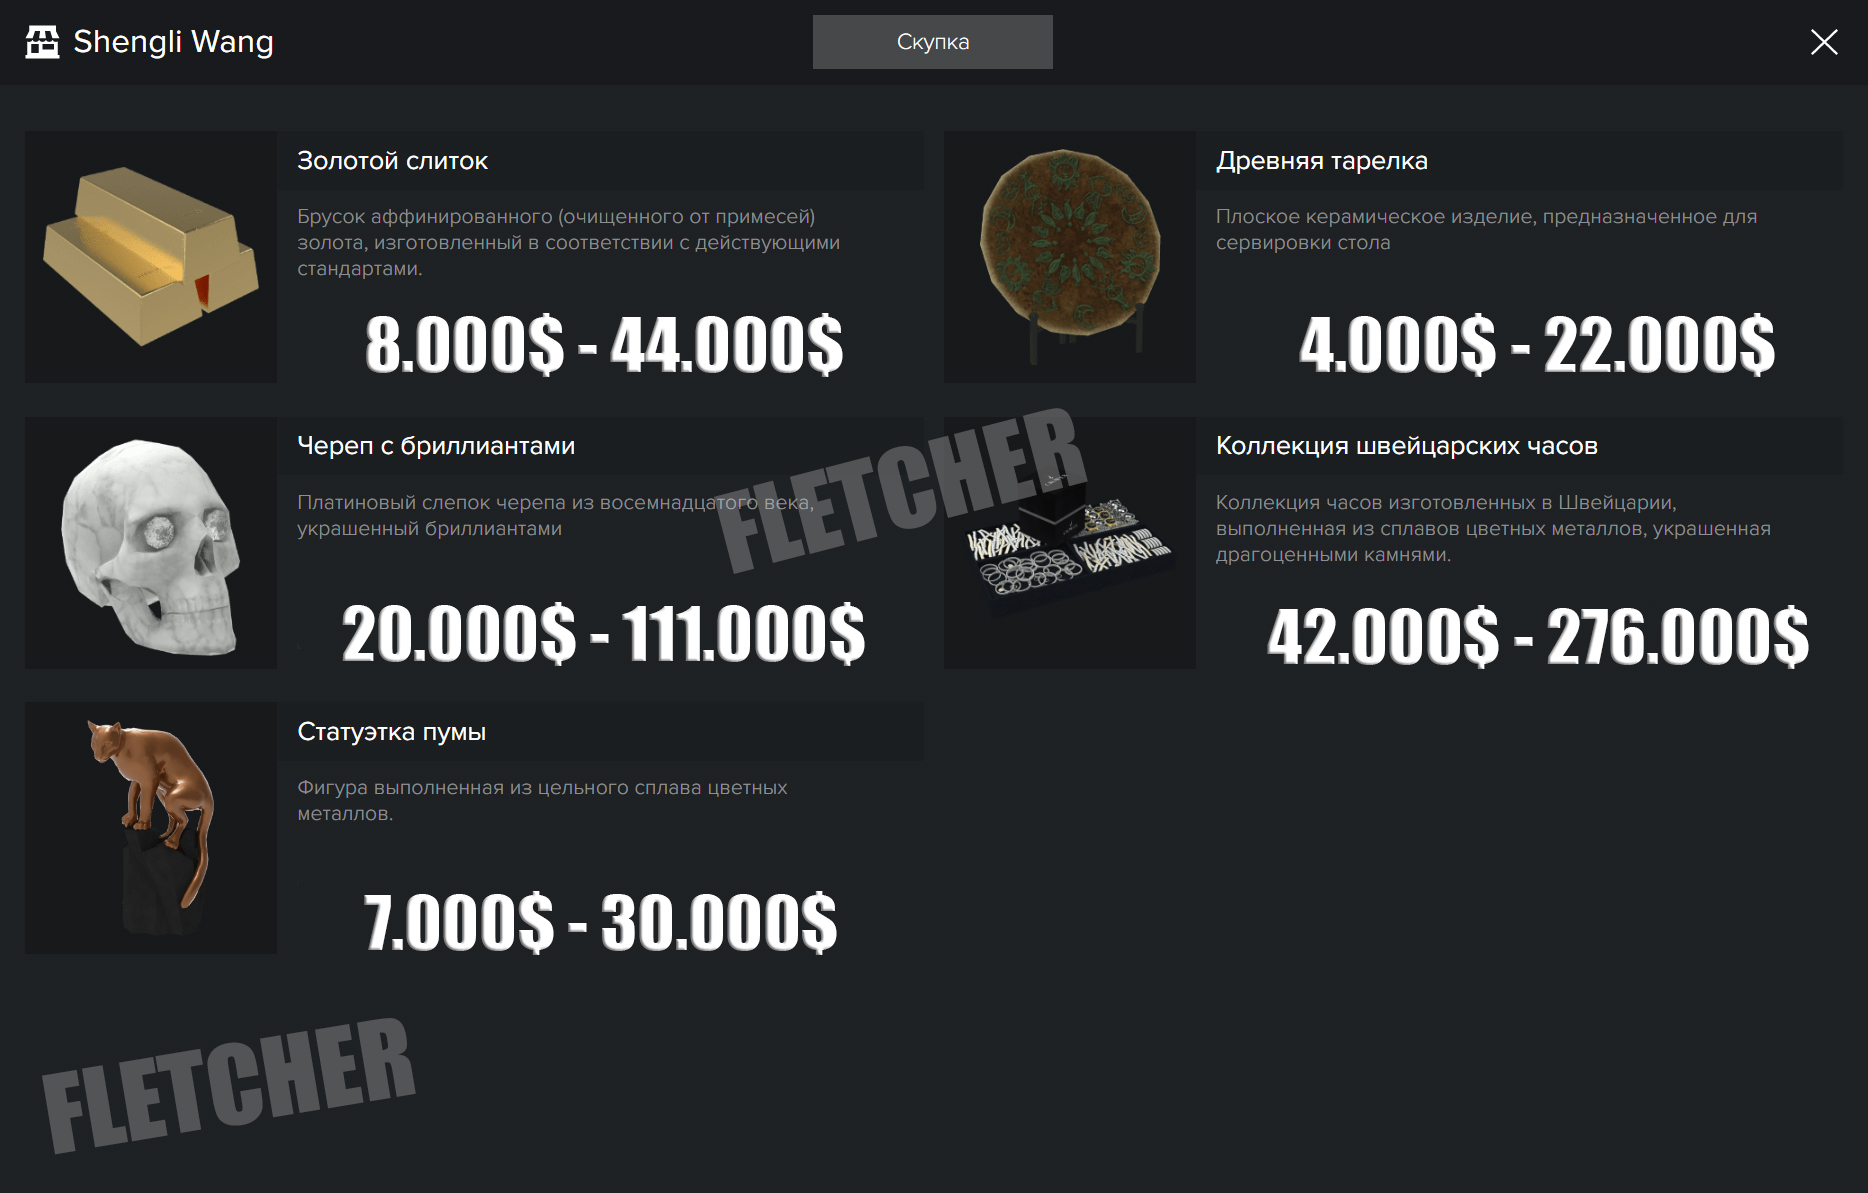 Shengli Wang
Скупка
Золотой слиток
Брусок аффинированного (очищенного от примесей)
золота, изготовленный в соответствии с действующими
стандартами.
8.000$ - 44.000$
Древняя тарелка
Плоское керамическое изделие, предназначенное для
сервировки стола
4.000$ - 22.000$
Череп с бриллиантами
Платиновый слепок черепа из восемнадцатого века,
украшенный бриллиантами
20.000$ - 111.000$
FLETCHER
Коллекция швейцарских часов
Коллекция часов изготовленных в Швейцарии,
выполненная из сплавов цветных металлов, украшенная
драгоценными камнями.
42.000$ - 276.000$
Статуэтка пумы
Фигура выполненная из цельного сплава цветных
металлов.
7.000$ - 30.000$
FLETCHER